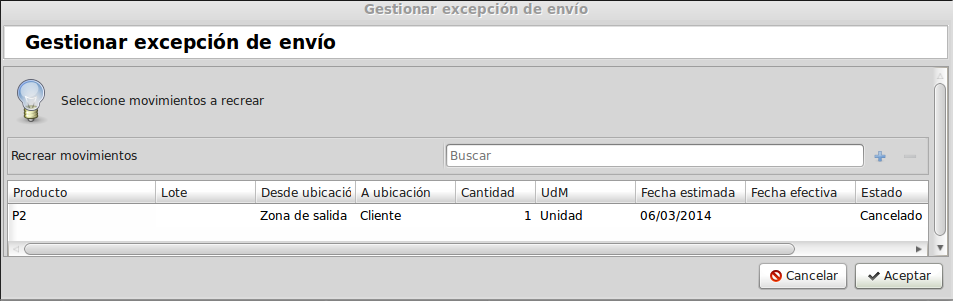 Gestionar excepción de envío
Gestionar excepción de envío
Seleccione movimientos a recrear
Recrear movimientos Buscar
Producto Lote Desde ubicació A ubicación Cantidad UdM Fecha estimada Fecha efectiva Estado
P2 Zona de salida Cliente 1 Unidad 06/03/2014 Cancelado
Cancelar Aceptar